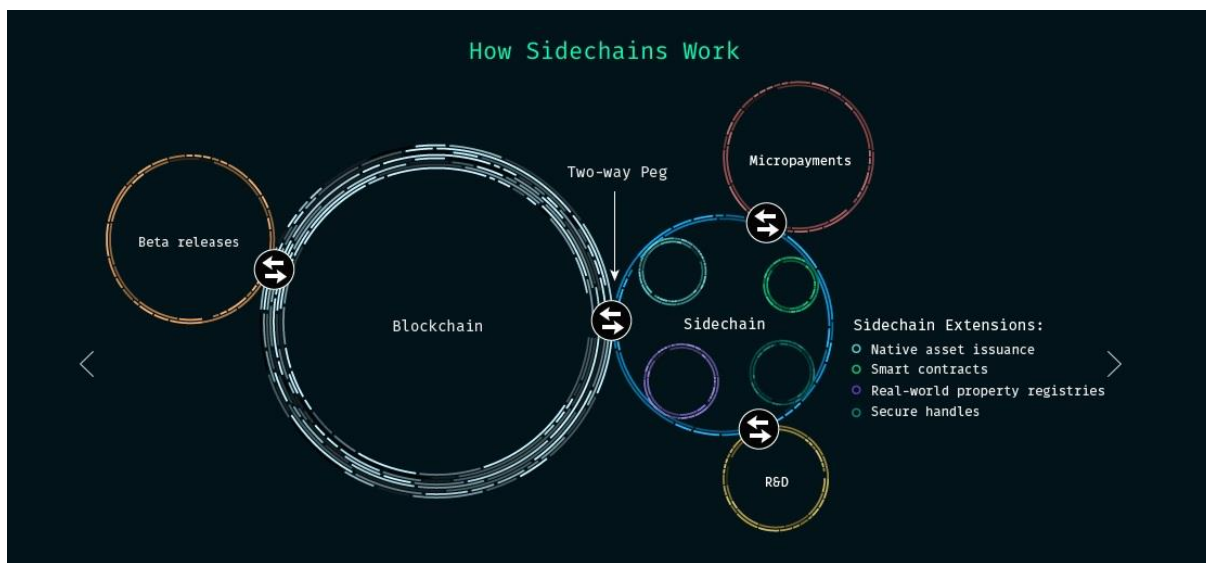 How Sidechains Work
Micropayments
Two-way Peg
Beta releases
Blockchain
Sidechain
Sidechain Extensions:
Native asset issuance
Smart contracts
Real-world property registries
Secure handles
R&D